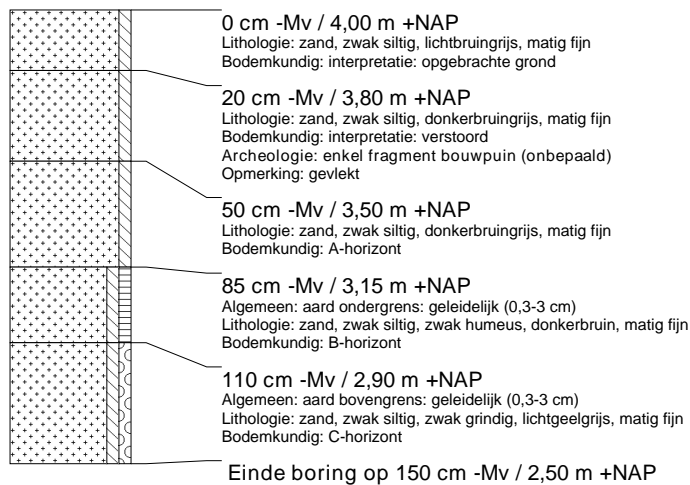 0 cm -Mv / 4,00 m +NAP
Lithologie: zand, zwak siltig, lichtbruingrijs, matig fijn
Bodemkundig: interpretatie: opgebrachte grond
20 cm -Mv / 3,80 m +NAP
Lithologie: zand, zwak siltig, donkerbruingrijs, matig fijn
Bodemkundig: interpretatie: verstoord
Archeologie: enkel fragment bouwpuin (onbepaald)
Opmerking: gevlekt
50 cm -Mv / 3,50 m +NAP
Lithologie: zand, zwak siltig, donkerbruingrijs, matig fijn
Bodemkundig: A-horizont
85 cm -Mv / 3,15 m +NAP
Algemeen: aard ondergrens: geleidelijk (0,3-3 cm)
Lithologie: zand, zwak siltig, zwak humeus, donkerbruin, matig fijn
Bodemkundig: B-horizont
110 cm -Mv / 2,90 m +NAP
Algemeen: aard bovengrens: geleidelijk (0,3-3 cm)
Lithologie: zand, zwak siltig, zwak grindig, lichtgeelgrijs, matig fijn
Bodemkundig: C-horizont
Einde boring op 150 cm -Mv / 2,50 m +NAP